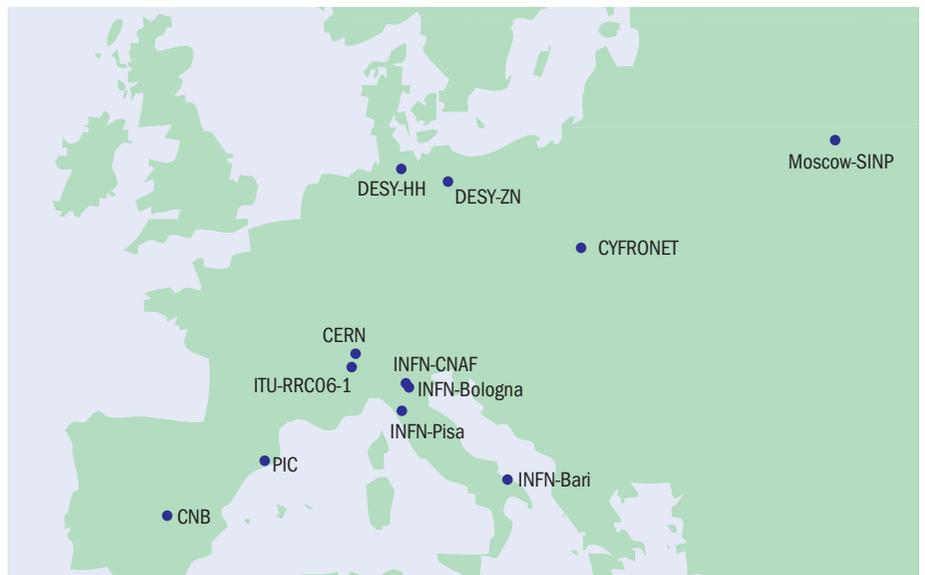 Moscow-SINP
DESY-HH
DESY-ZN
CYFRONET
CERN
INFN-CNAF
ITU-RRC06-1
INFN-Bologna
INFN-Pisa
PIC
INFN-Bari
CNB